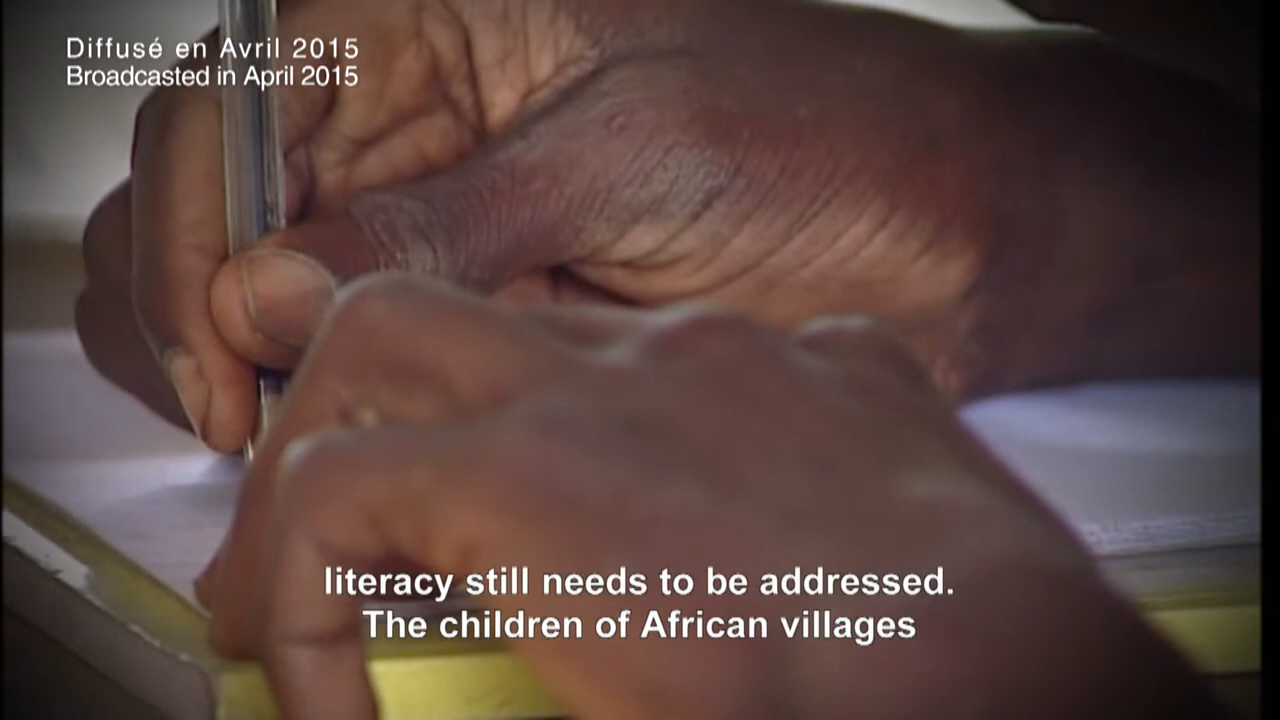 Diffusé en Avril 2015
Broadcasted in April 2015
literacy still needs to be addressed.
The children of African villages